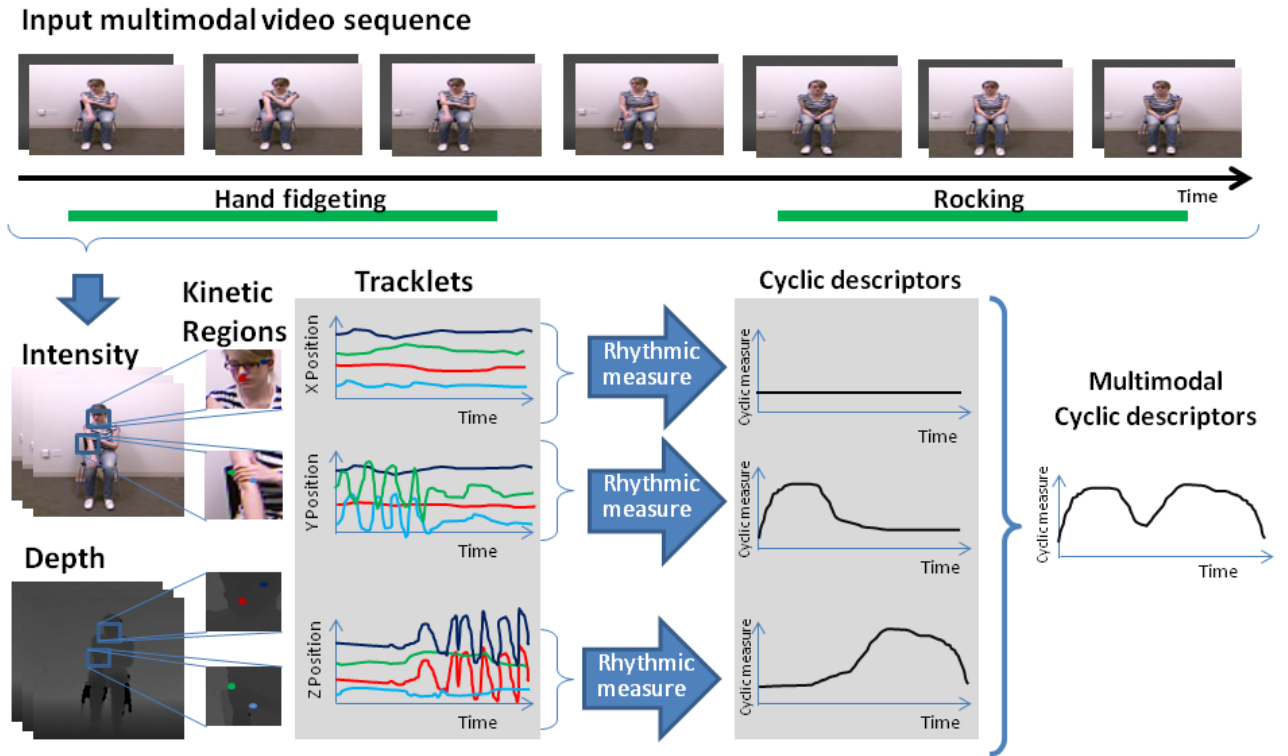 Input multimodal video sequence
Time
Hand fidgeting
Rocking
Kinetic
Regions
Tracklets
Cyclic descriptors
Intensity
X Position
Time
Rhythmic
measure
Cyclic measure
Time
Multimodal
Cyclic descriptors
Y Position
Time
Rhythmic
measure
Cyclic measure
Time
Cyclic measure
Time
Depth
Z Position
Time
Rhythmic
measure
Cyclic measure
Time